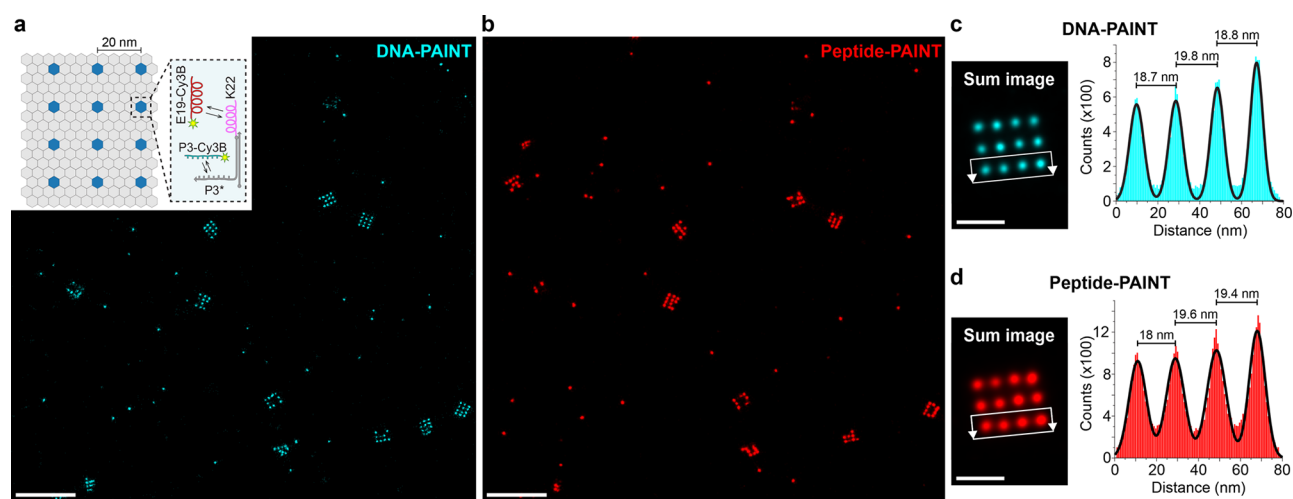 a
20 nm
E19-Cy3B
K22
P3-Cy3B
P3*
DNA-PAINT
b
Peptide-PAINT
c
DNA-PAINT
Sum image
18.7 nm
19.8 nm
18.8 nm
Counts (x100)
8
6
4
2
0
0 20 40 60 80
Distance (nm)
d
Peptide-PAINT
Sum image
18 nm
19.6 nm
19.4 nm
Counts (x100)
12
8
4
0
0 20 40 60 80
Distance (nm)